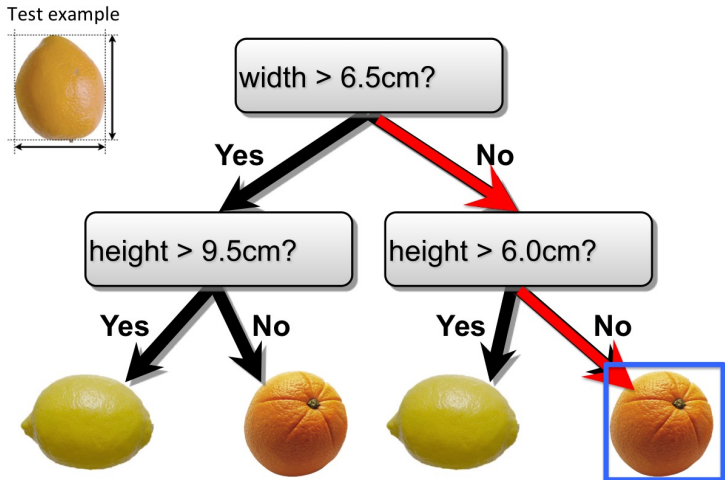 Test example
width > 6.5cm?
Yes
No
height > 9.5cm?
height > 6.0cm?
Yes
No
Yes
No